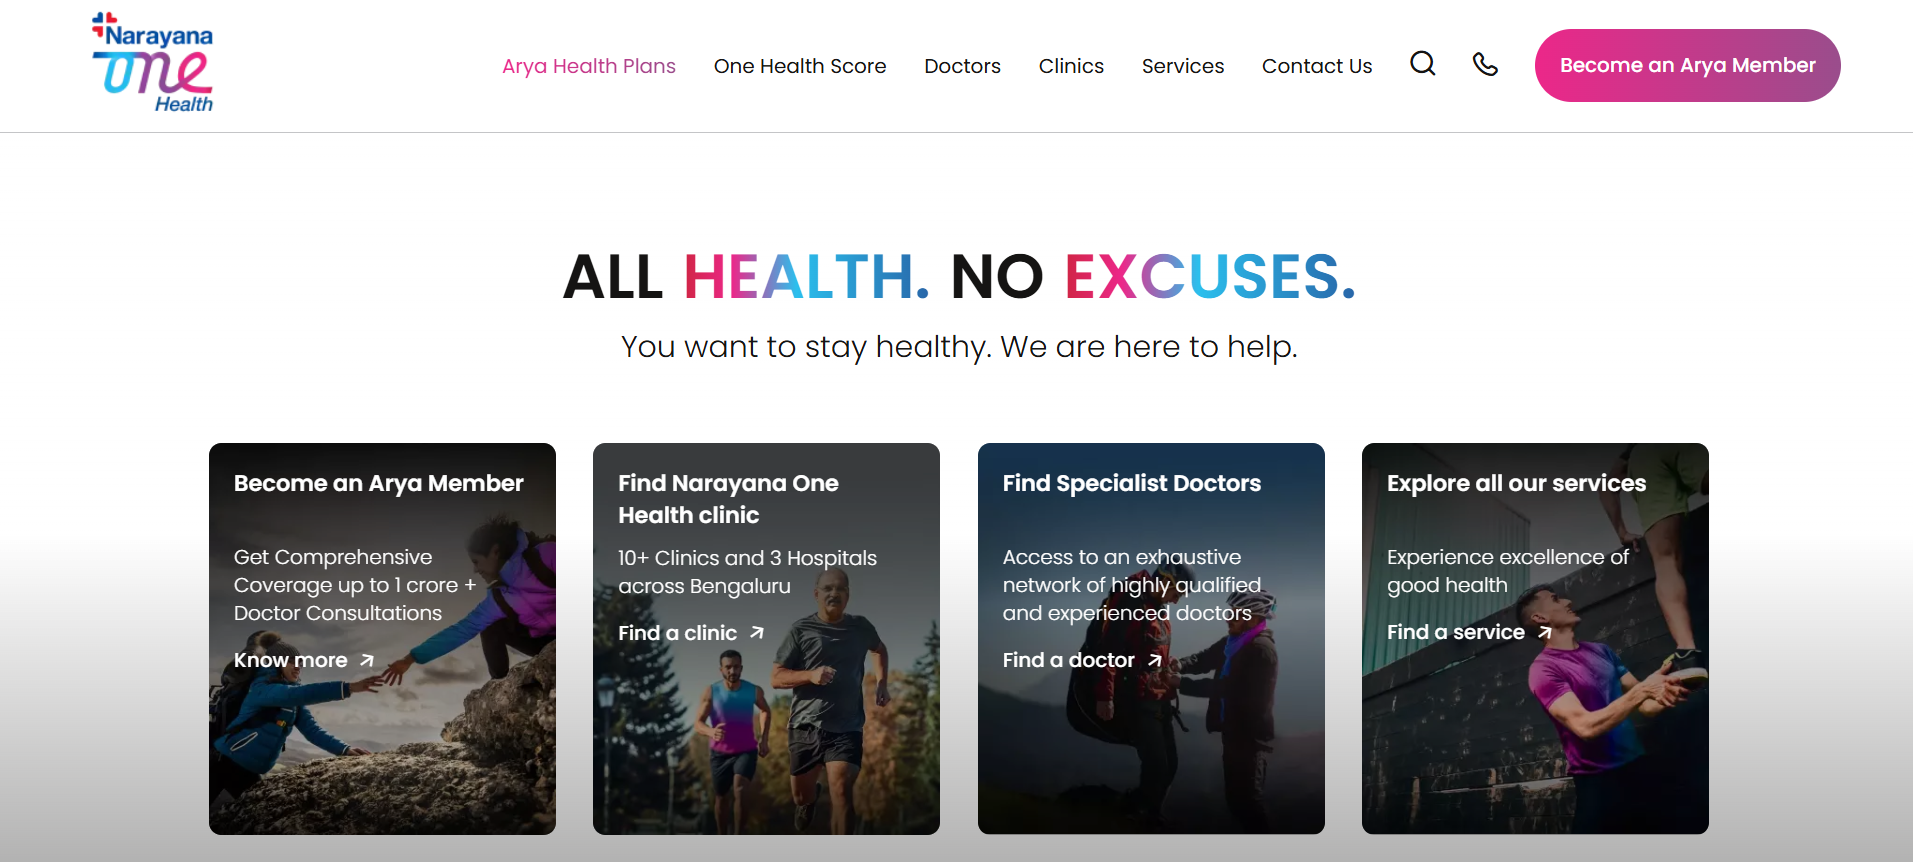 Narayana
one
Health
Arya Health Plans
One Health Score
Doctors
Clinics
Services
Contact Us
Become an Arya Member
ALL HEALTH. NO EXCUSES.
You want to stay healthy. We are here to help.
Become an Arya Member
Get Comprehensive
Coverage up to 1 crore +
Doctor Consultations
Know more
Find Narayana One
Health clinic
10+ Clinics and 3 Hospitals
across Bengaluru
Find a clinic
Find Specialist Doctors
Access to an exhaustive
network of highly qualified
and experienced doctors
Find a doctor
Explore all our services
Experience excellence of
good health
Find a service